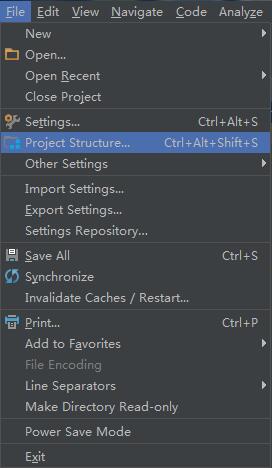 File Edit View Navigate Code Analyze
New
Open...
Open Recent
Close Project
Settings... Ctrl+Alt+S
Project Structure... Ctrl+Alt+Shift+S
Other Settings
Import Settings...
Export Settings...
Settings Repository...
Save All Ctrl+S
Synchronize
Invalidate Caches / Restart...
Print... Ctrl+P
Add to Favorites
File Encoding
Line Separators
Make Directory Read-only
Power Save Mode
Exit